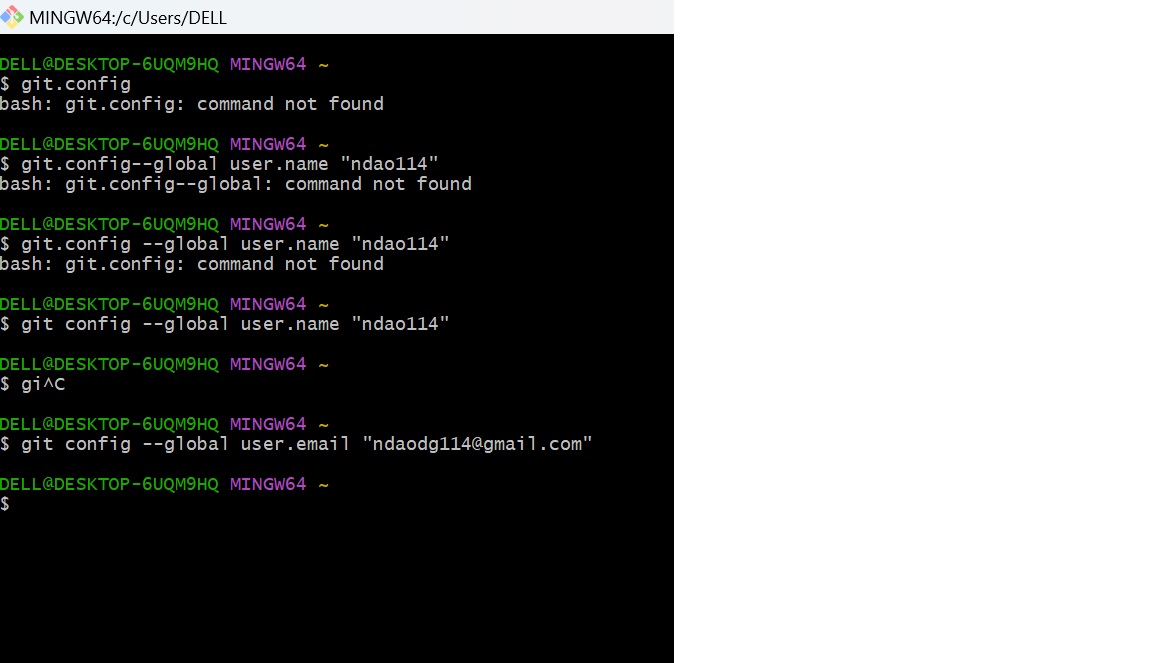 MINGW64:/c/Users/DELL
DELL@DESKTOP-6UQM9HQ MINGW64 ~
$ git.config
bash: git.config: command not found
DELL@DESKTOP-6UQM9HQ MINGW64 ~
$ git.config--global user.name "ndao114"
bash: git.config--global: command not found
DELL@DESKTOP-6UQM9HQ MINGW64 ~
$ git.config --global user.name "ndao114"
bash: git.config: command not found
DELL@DESKTOP-6UQM9HQ MINGW64 ~
$ git config --global user.name "ndao114"
DELL@DESKTOP-6UQM9HQ MINGW64 ~
$ gi^C
DELL@DESKTOP-6UQM9HQ MINGW64 ~
$ git config --global user.email "ndaodg114@gmail.com"
DELL@DESKTOP-6UQM9HQ MINGW64 ~
$